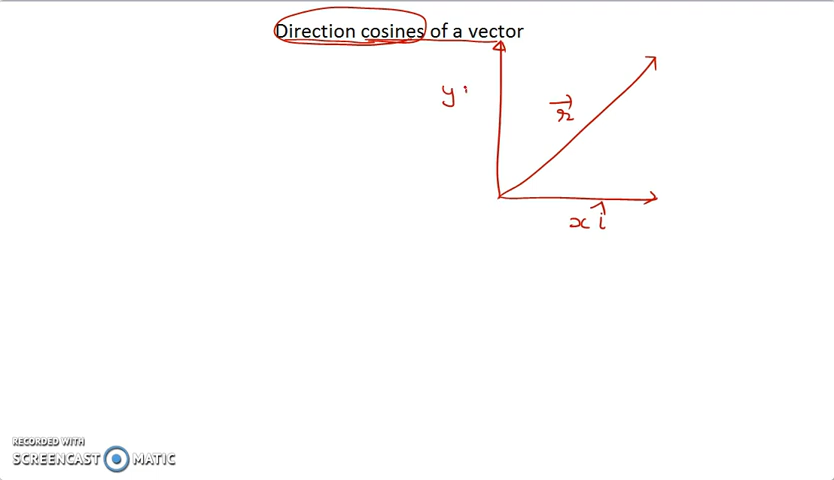 Direction cosines of a vector
y
r⃗
x î
RECORDED WITH
SCREENCAST MATIC